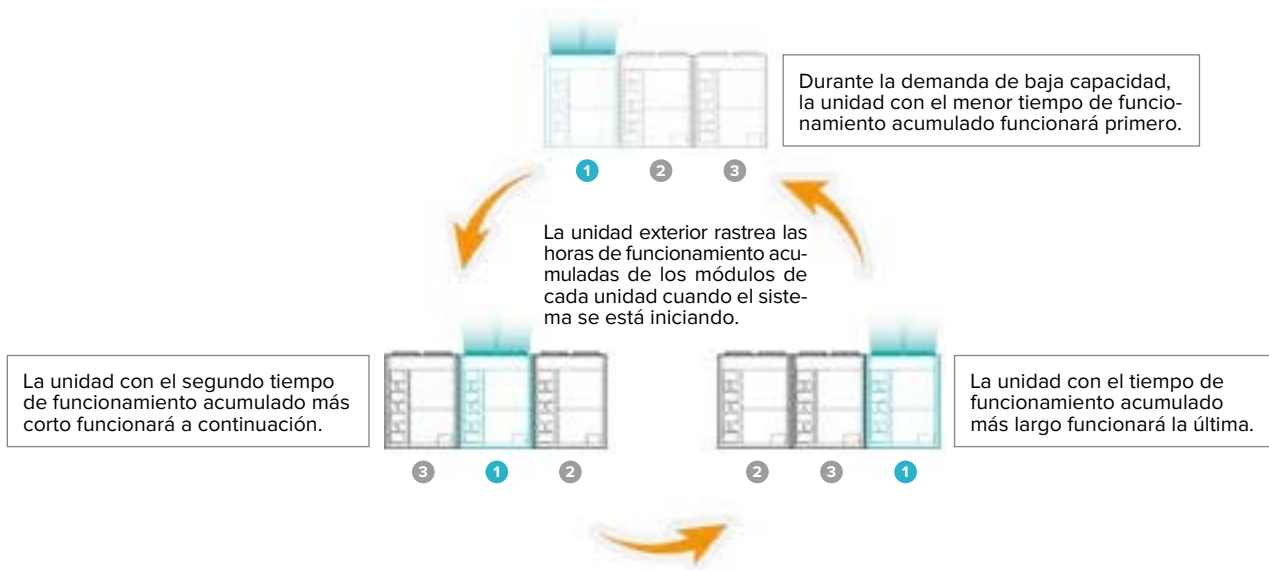 Durante la demanda de baja capacidad,
la unidad con el menor tiempo de funcio-
namiento acumulado funcionará primero.
1 2 3
La unidad exterior rastrea las
horas de funcionamiento acu-
muladas de los módulos de
cada unidad cuando el siste-
ma se está iniciando.
La unidad con el segundo tiempo
de funcionamiento acumulado más
corto funcionará a continuación.
3 1 2
2 3 1
La unidad con el tiempo de
funcionamiento acumulado
más largo funcionará la última.